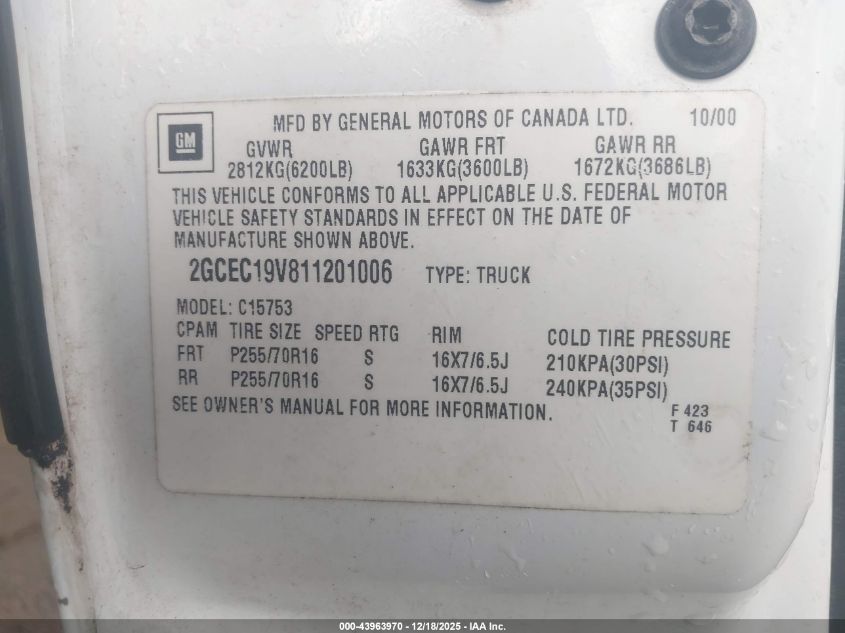 MFD BY GENERAL MOTORS OF CANADA LTD. 10/00
GM
GVWR GAWR FRT GAWR RR
2812KG(6200LB) 1633KG(3600LB) 1672KG(3686LB)
THIS VEHICLE CONFORMS TO ALL APPLICABLE U.S. FEDERAL MOTOR
VEHICLE SAFETY STANDARDS IN EFFECT ON THE DATE OF
MANUFACTURE SHOWN ABOVE.
2GCEC19V811201006 TYPE: TRUCK
MODEL: C15753
CPAM TIRE SIZE SPEED RTG RIM COLD TIRE PRESSURE
FRT P255/70R16 S 16X7/6.5J 210KPA(30PSI)
RR P255/70R16 S 16X7/6.5J 240KPA(35PSI)
SEE OWNER'S MANUAL FOR MORE INFORMATION.
F 423
T 646
000-43963970 - 12/18/2025 - IAA Inc.